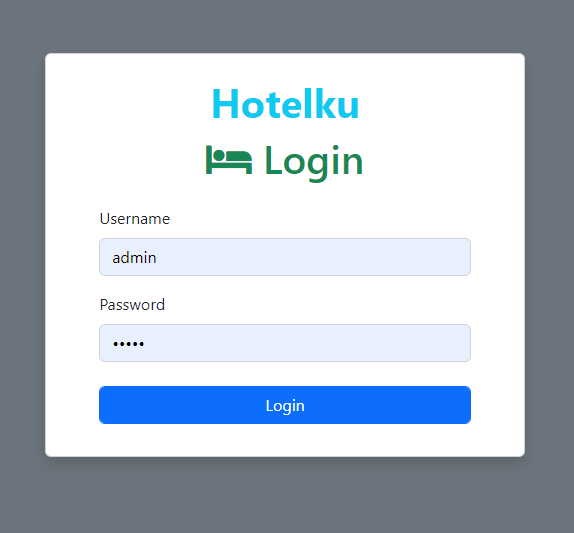 Hotelku
Login
Username
admin
Password
•••••
Login